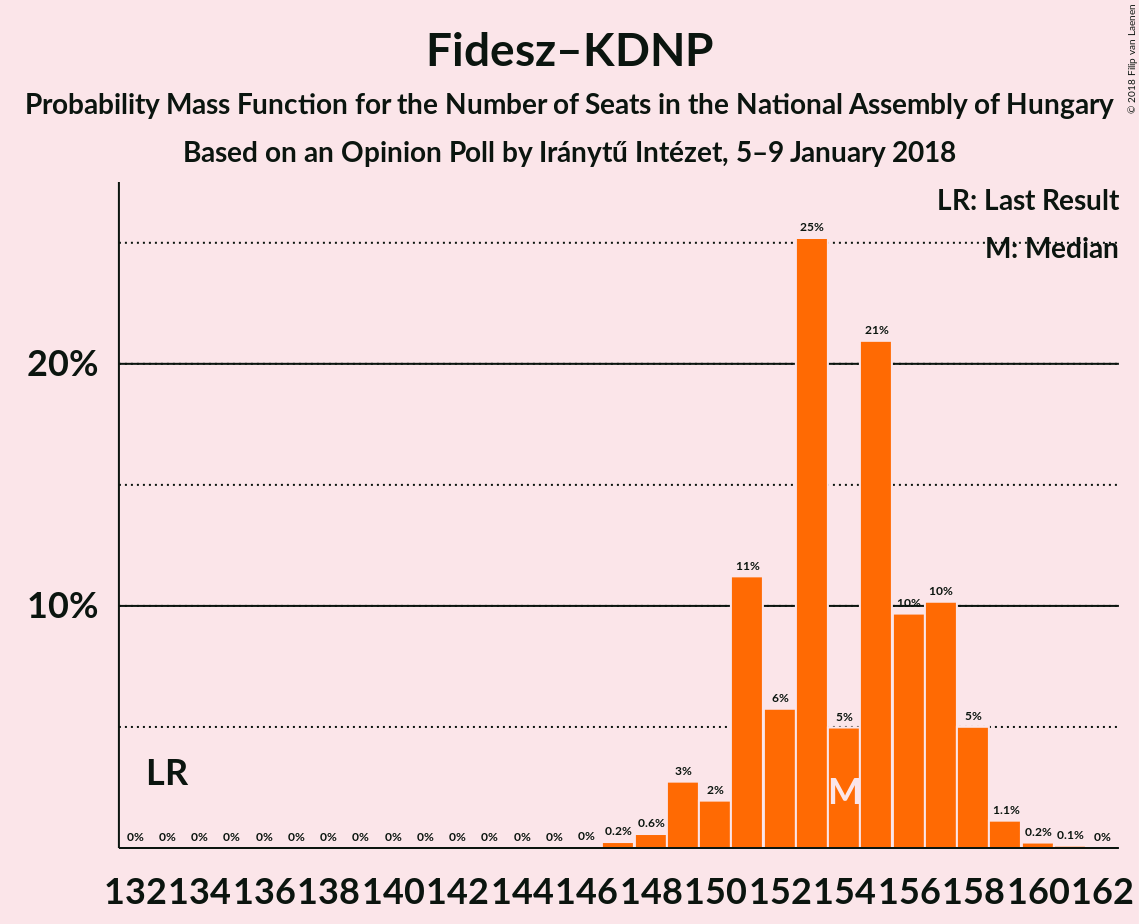 Fidesz–KDNP
Probability Mass Function for the Number of Seats in the National Assembly of Hungary
Based on an Opinion Poll by Iránytű Intézet, 5–9 January 2018
© 2018 Filip van Laenen
LR: Last Result
M: Median
20%
10%
25%
21%
11%
10%
10%
6%
5%
5%
3%
2%
1.1%
0.6%
0.2%
0.2%
0.1%
0%
0% 0% 0% 0% 0% 0% 0% 0% 0% 0% 0% 0% 0% 0% 0%
LR
M
132 134 136 138 140 142 144 146 148 150 152 154 156 158 160 162